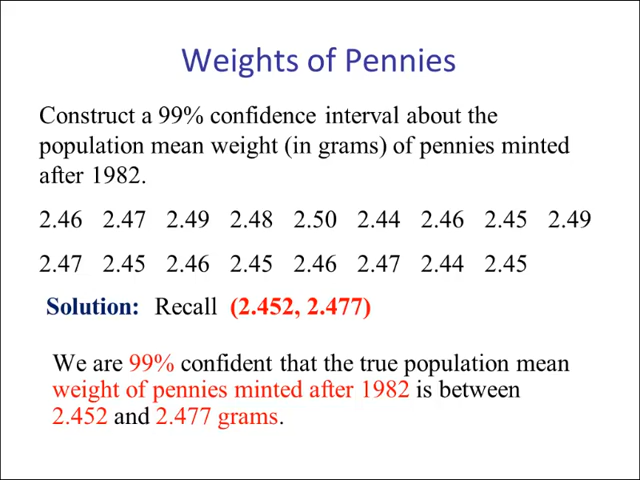 Weights of Pennies
Construct a 99% confidence interval about the
population mean weight (in grams) of pennies minted
after 1982.
2.46 2.47 2.49 2.48 2.50 2.44 2.46 2.45 2.49
2.47 2.45 2.46 2.45 2.46 2.47 2.44 2.45
Solution: Recall (2.452, 2.477)
We are 99% confident that the true population mean
weight of pennies minted after 1982 is between
2.452 and 2.477 grams.